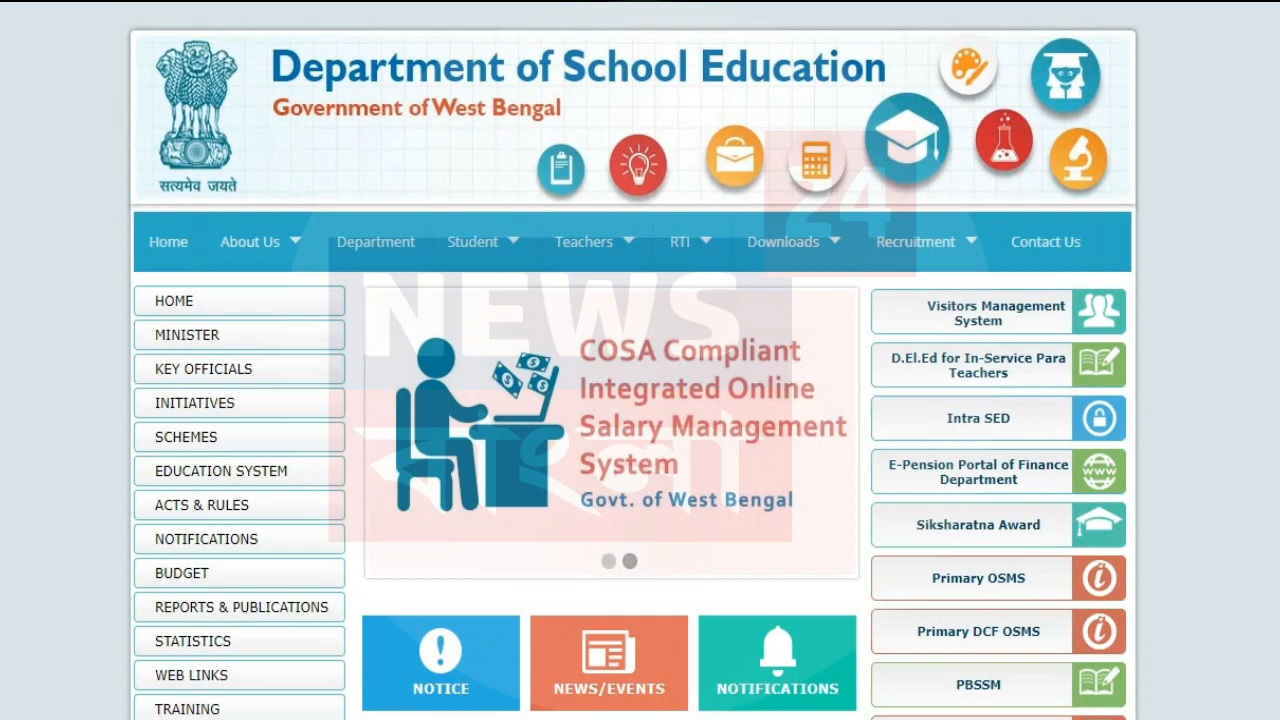 Department of School Education
Government of West Bengal
सत्यमेव जयते
24
Home About Us Department Student Teachers RTI Downloads Recruitment Contact Us
NEWS
HOME
MINISTER
KEY OFFICIALS
INITIATIVES
SCHEMES
EDUCATION SYSTEM
ACTS & RULES
NOTIFICATIONS
BUDGET
REPORTS & PUBLICATIONS
STATISTICS
WEB LINKS
TRAINING
COSA Compliant
Integrated Online
Salary Management
System
Govt. of West Bengal
NOTICE
NEWS/EVENTS
NOTIFICATIONS
Visitors Management
System
D.El.Ed for In-Service Para
Teachers
Intra SED
E-Pension Portal of Finance
Department
WWW
Siksharatna Award
Primary OSMS
Primary DCF OSMS
PBSSM